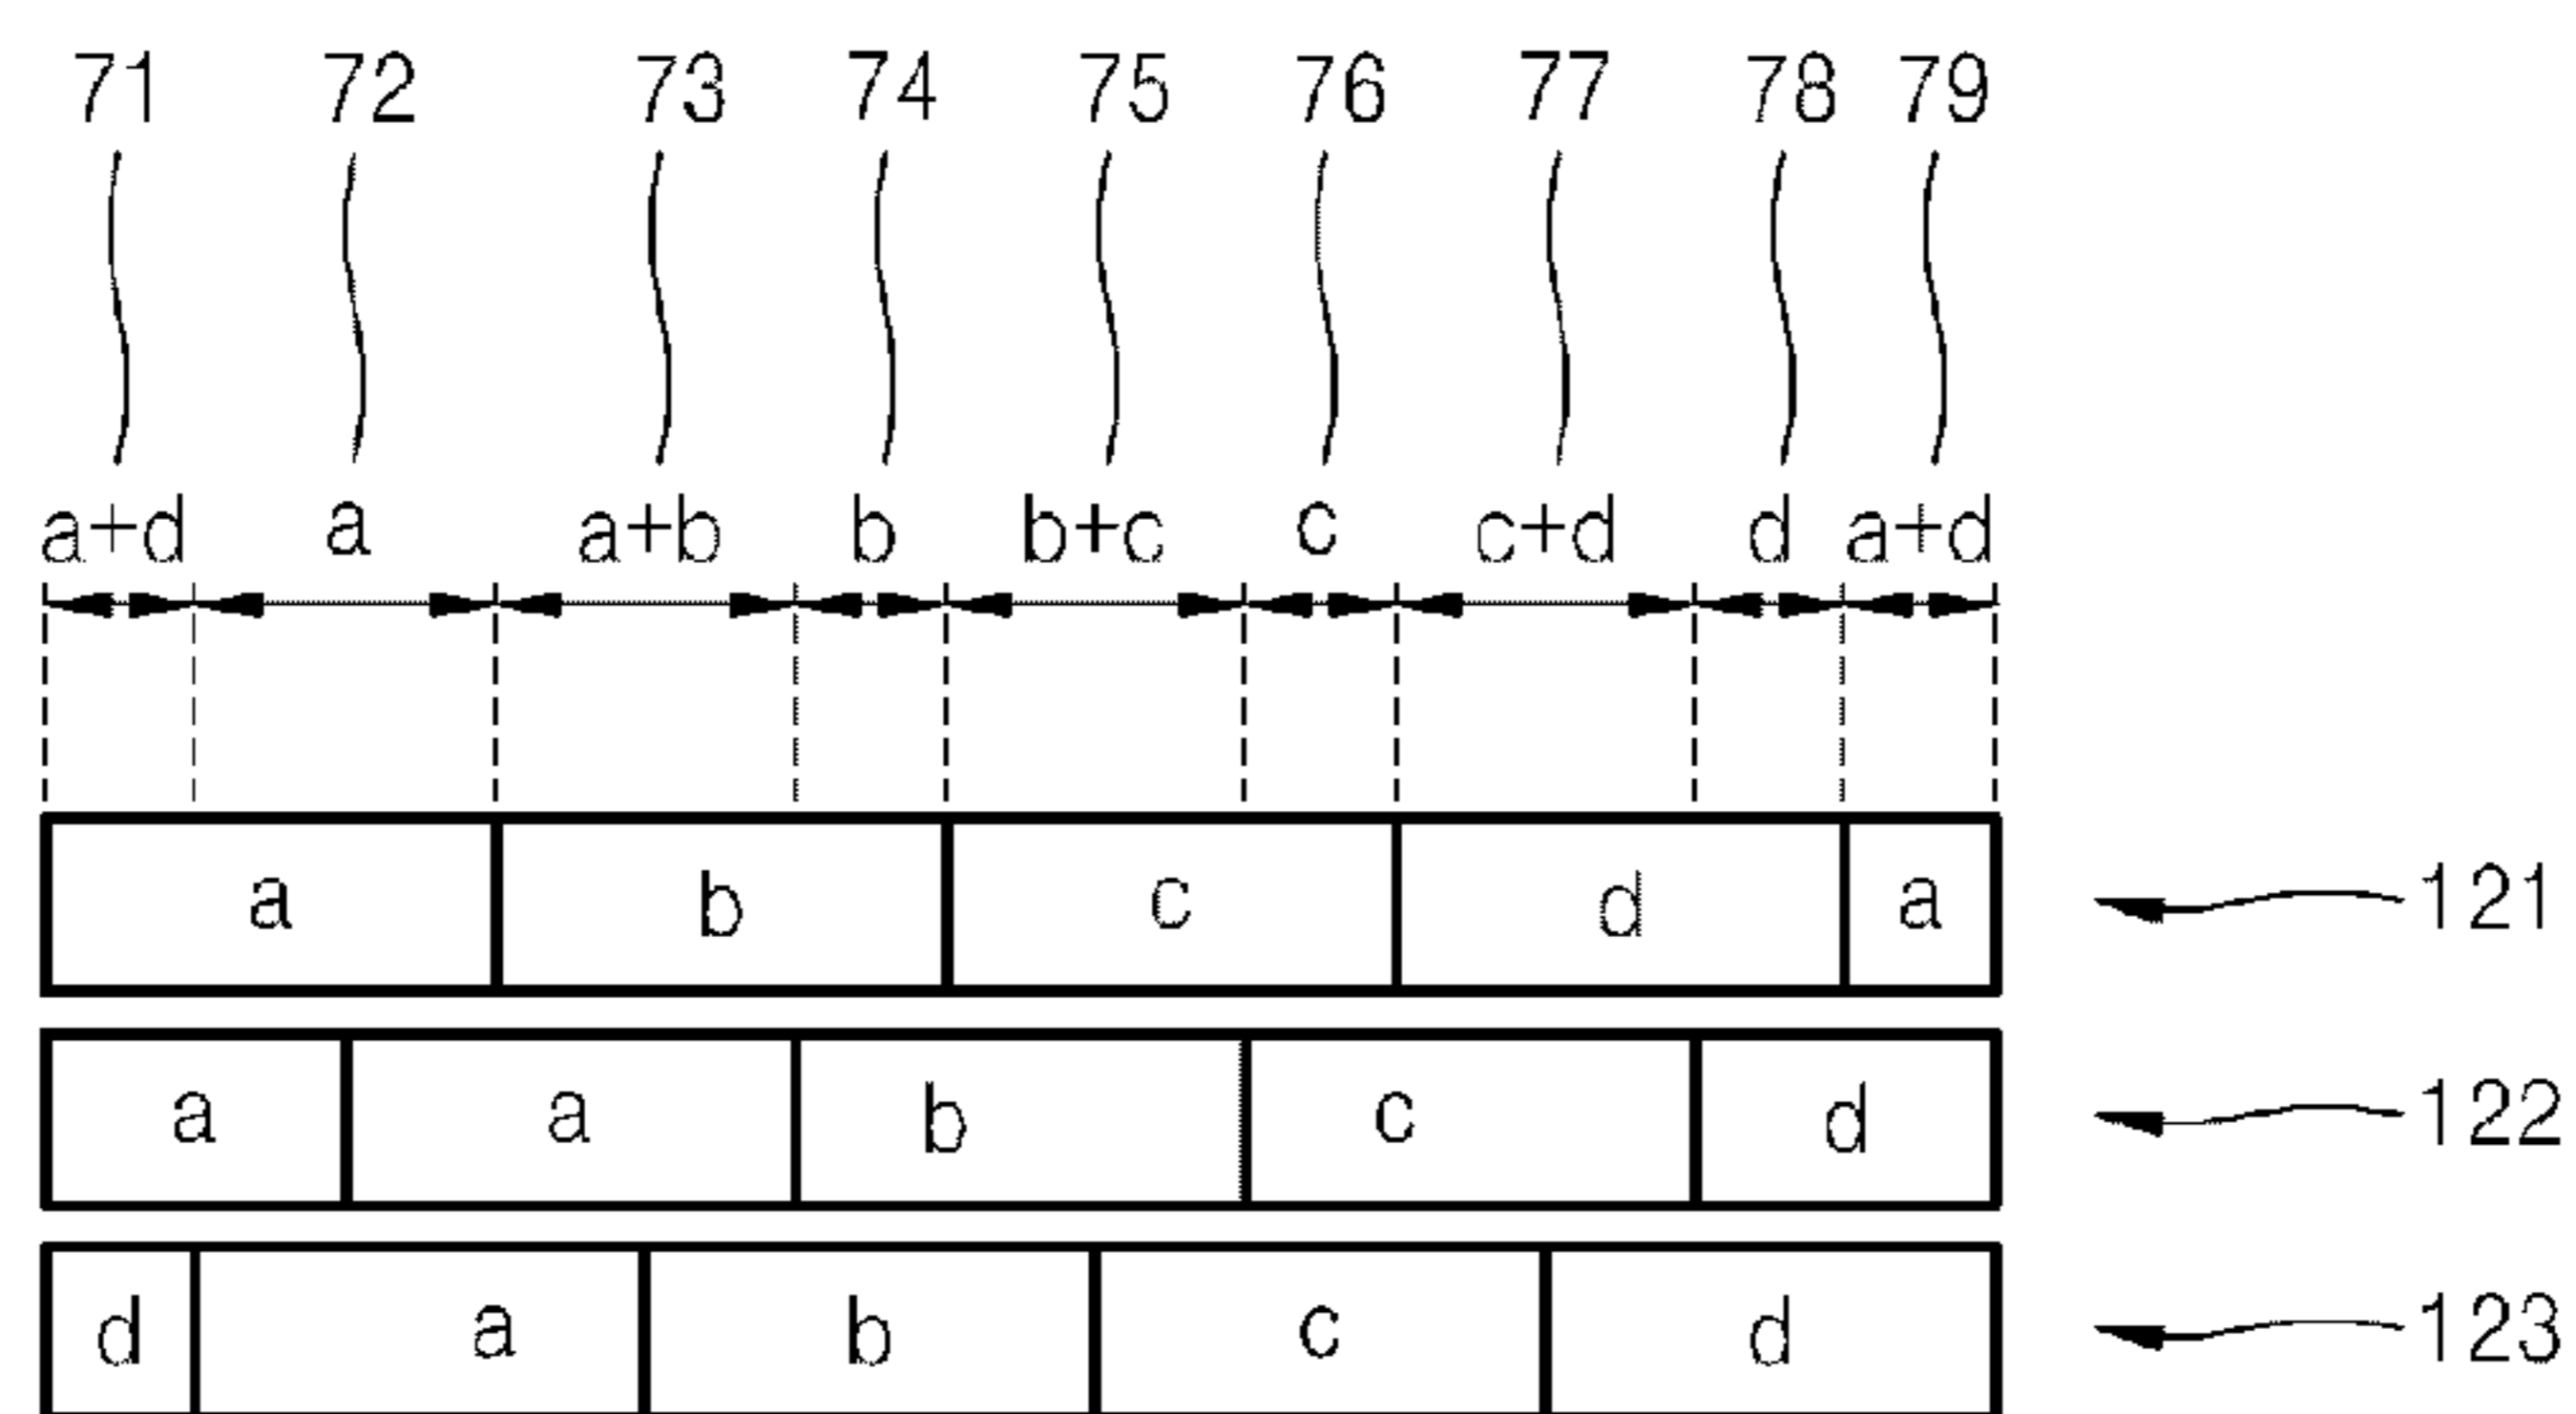 71 72 73 74 75 76 77 78 79
a+d a a+b b b+c c c+d d a+d
a b c d a 121
a a b c d 122
d a b c d 123